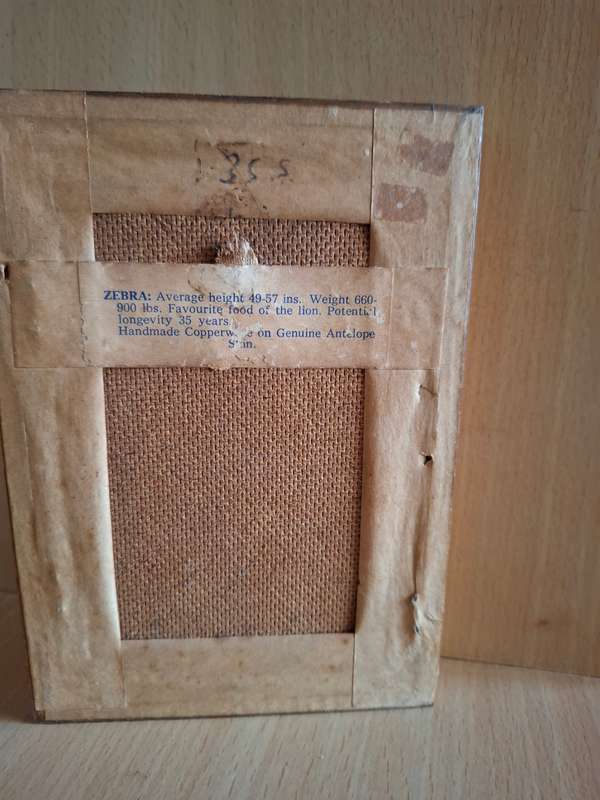 ZEBRA: Average height 49-57 ins. Weight 660-
900 lbs. Favourite food of the lion. Potential
longevity 35 years.
Handmade Copperware on Genuine Antelope
Skin.